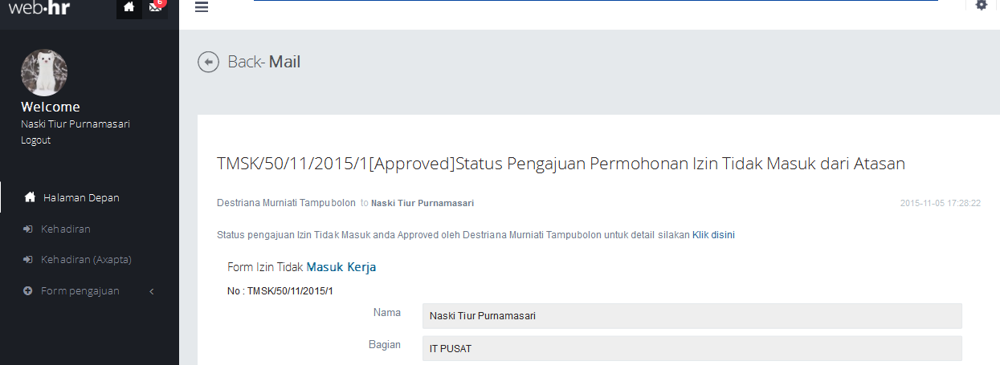 web·hr
6
Back- Mail
Welcome
Naski Tiur Purnamasari
Logout
Halaman Depan
Kehadiran
Kehadiran (Axapta)
Form pengajuan
TMSK/50/11/2015/1[Approved]Status Pengajuan Permohonan Izin Tidak Masuk dari Atasan
Destriana Murniati Tampubolon to Naski Tiur Purnamasari 2015-11-05 17:28:22
Status pengajuan Izin Tidak Masuk anda Approved oleh Destriana Murniati Tampubolon untuk detail silakan Klik disini
Form Izin Tidak Masuk Kerja
No : TMSK/50/11/2015/1
Nama Naski Tiur Purnamasari
Bagian IT PUSAT